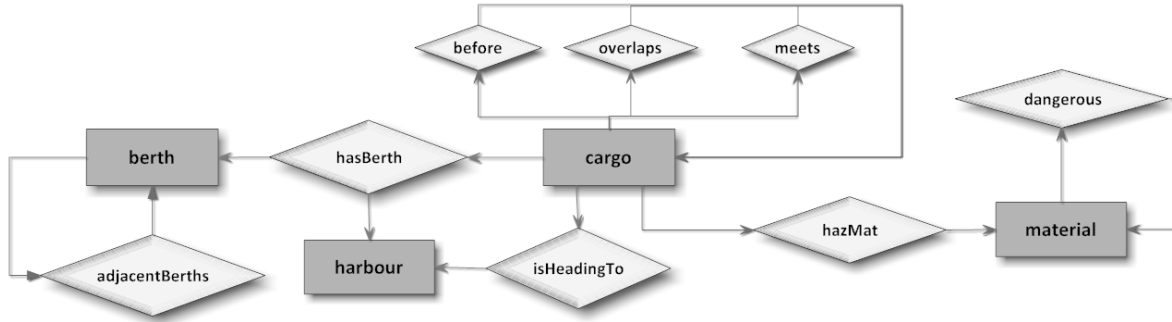 before
overlaps
meets
dangerous
berth
hasBerth
cargo
hazMat
material
adjacentBerths
harbour
isHeadingTo